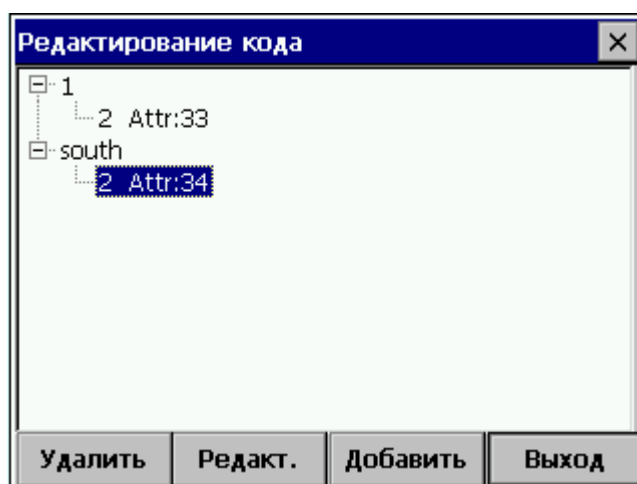 Редактирование кода
1
2 Attr:33
south
2 Attr:34
Удалить Редакт. Добавить Выход